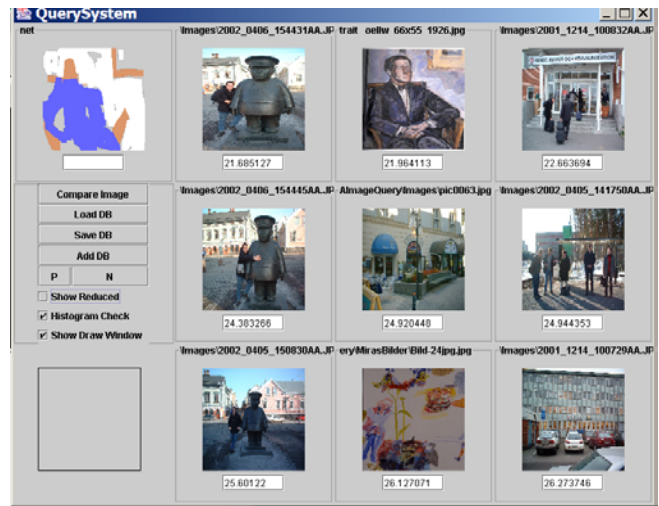 QuerySystem
net
\Images\2002_0406_154431AA.JP
trait_oellw_66x55_1926.jpg
\Images\2001_1214_100832AA.JP
21.685127
21.964113
22.663694
Compare Image
Load DB
Save DB
Add DB
P N
Show Reduced
Histogram Check
Show Draw Window
\Images\2002_0406_154445AA.JP
AImageQuery\Images\pic0063.jpg
\Images\2002_0405_141750AA.JP
24.383266
24.920448
24.944353
\Images\2002_0405_150830AA.JP
ery\MirasBilder\Bild-24jpg.jpg
\Images\2001_1214_100729AA.JP
25.60122
26.127071
26.273746